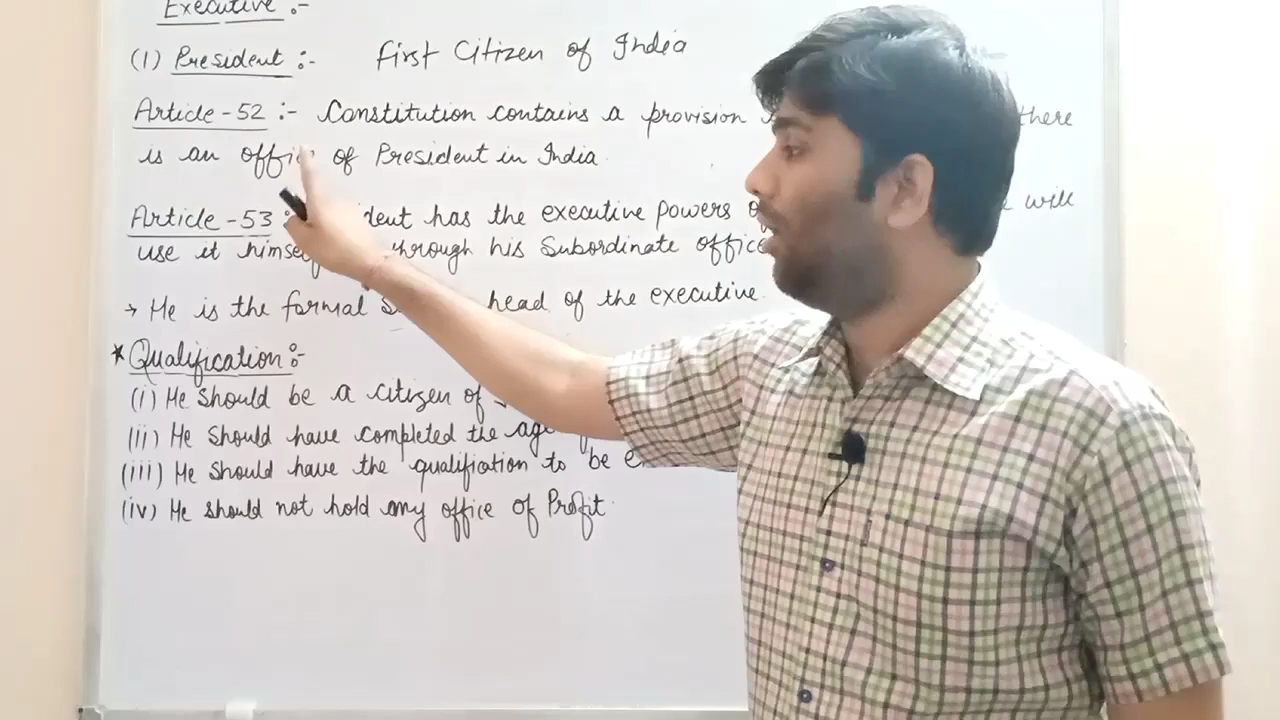 Executive :-
(1) President :- First Citizen of India
Article-52 :- Constitution contains a provision there
is an office of President in India
Article-53 :- has the executive powers will
use it himself through his Subordinate
→ He is the formal head of the executive
* Qualification :-
(i) He should be a citizen of
(ii) He should have completed the age
(iii) He should have the qualification to be
(iv) He should not hold any office of Profit.